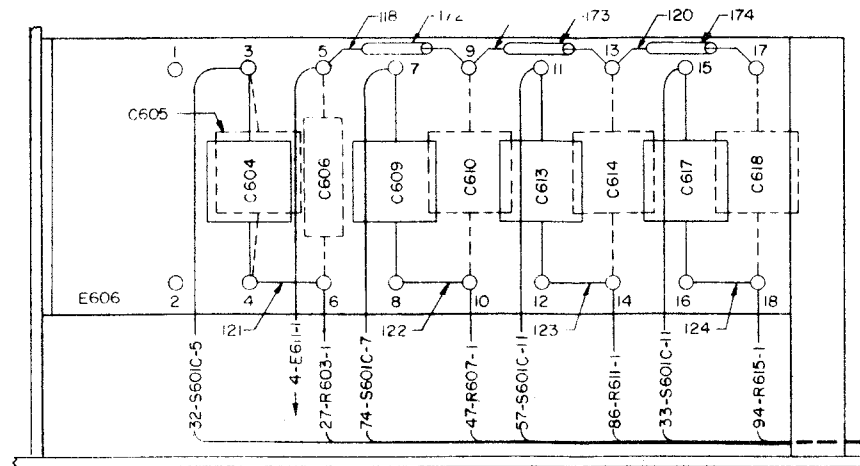 118 172 173 120 174
1 3 5 7 9 11 13 15 17
C605
C604 C606 C609 C610 C613 C614 C617 C618
E606
2 4 6 8 10 12 14 16 18
121 122 123 124
32-S601C-5
4-E611-1
27-R603-1
74-S601C-7
47-R607-1
57-S601C-11
86-R611-1
33-S601C-11
94-R615-1